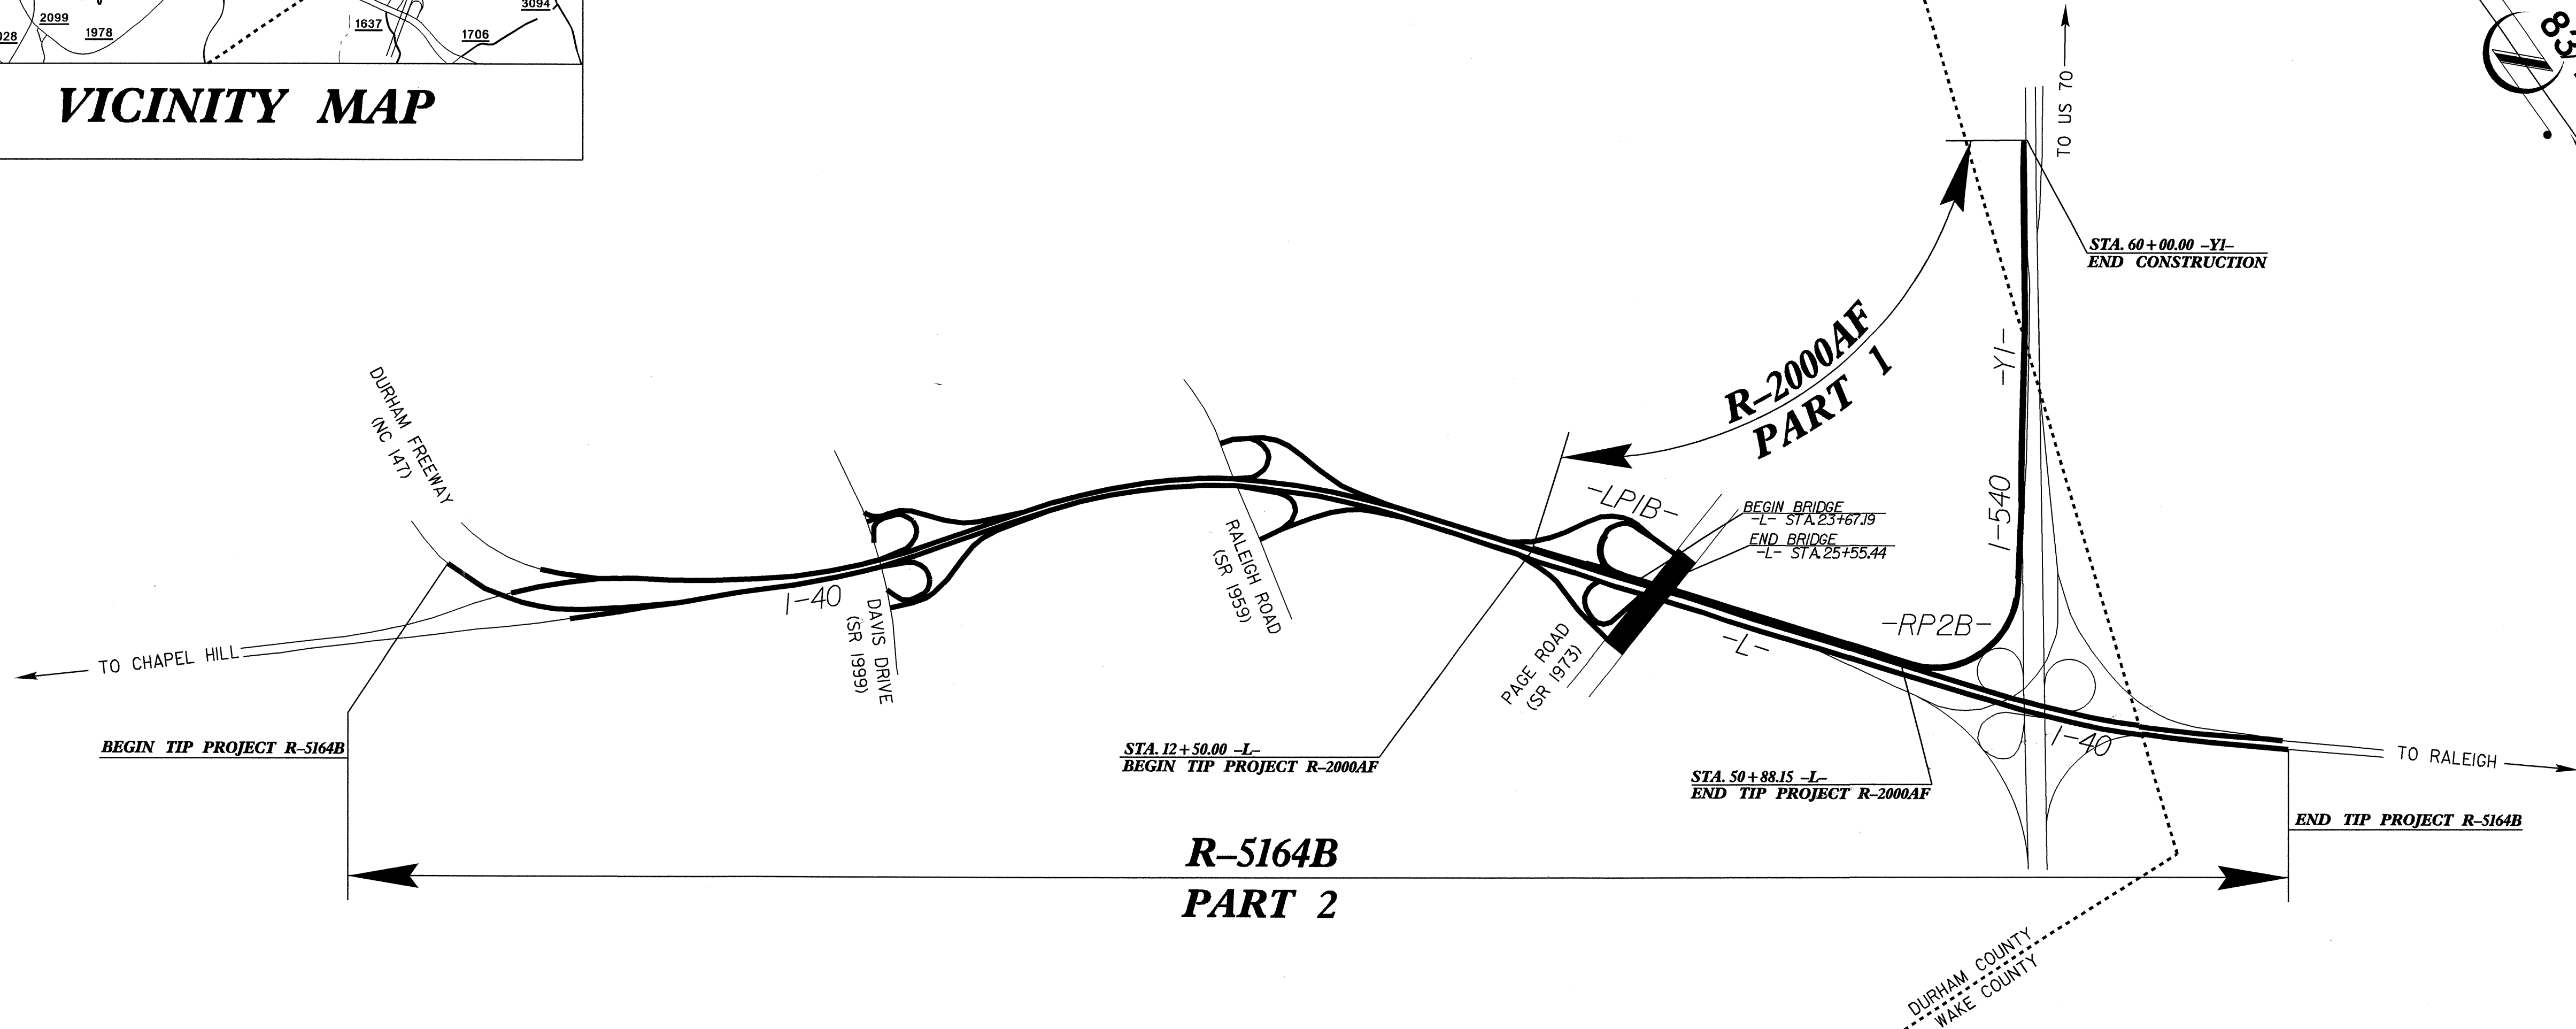 2099
1978
028
1637
3094
1706
VICINITY MAP
83
TO US 70
STA. 60+00.00 -Y1-
END CONSTRUCTION
R-2000AF
PART 1
-Y1-
I-540
DURHAM FREEWAY
(NC 147)
-LP1B-
BEGIN BRIDGE
-L- STA.23+67.19
END BRIDGE
-L- STA.25+55.44
RALEIGH ROAD
(SR 1959)
I-40
DAVIS DRIVE
(SR 1999)
PAGE ROAD
(SR 1973)
-L-
-RP2B-
TO CHAPEL HILL
I-40
TO RALEIGH
BEGIN TIP PROJECT R-5164B
STA. 12+50.00 -L-
BEGIN TIP PROJECT R-2000AF
STA. 50+88.15 -L-
END TIP PROJECT R-2000AF
END TIP PROJECT R-5164B
R-5164B
PART 2
DURHAM COUNTY
WAKE COUNTY